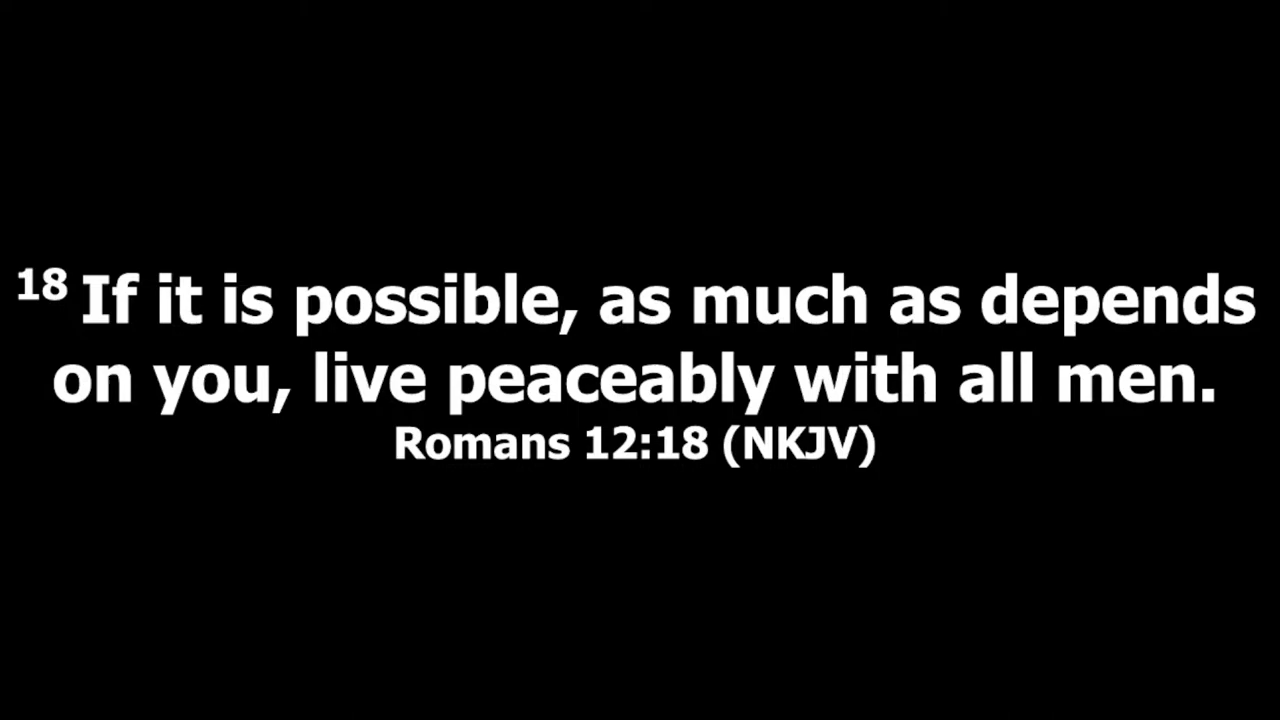 18 If it is possible, as much as depends
on you, live peaceably with all men.
Romans 12:18 (NKJV)